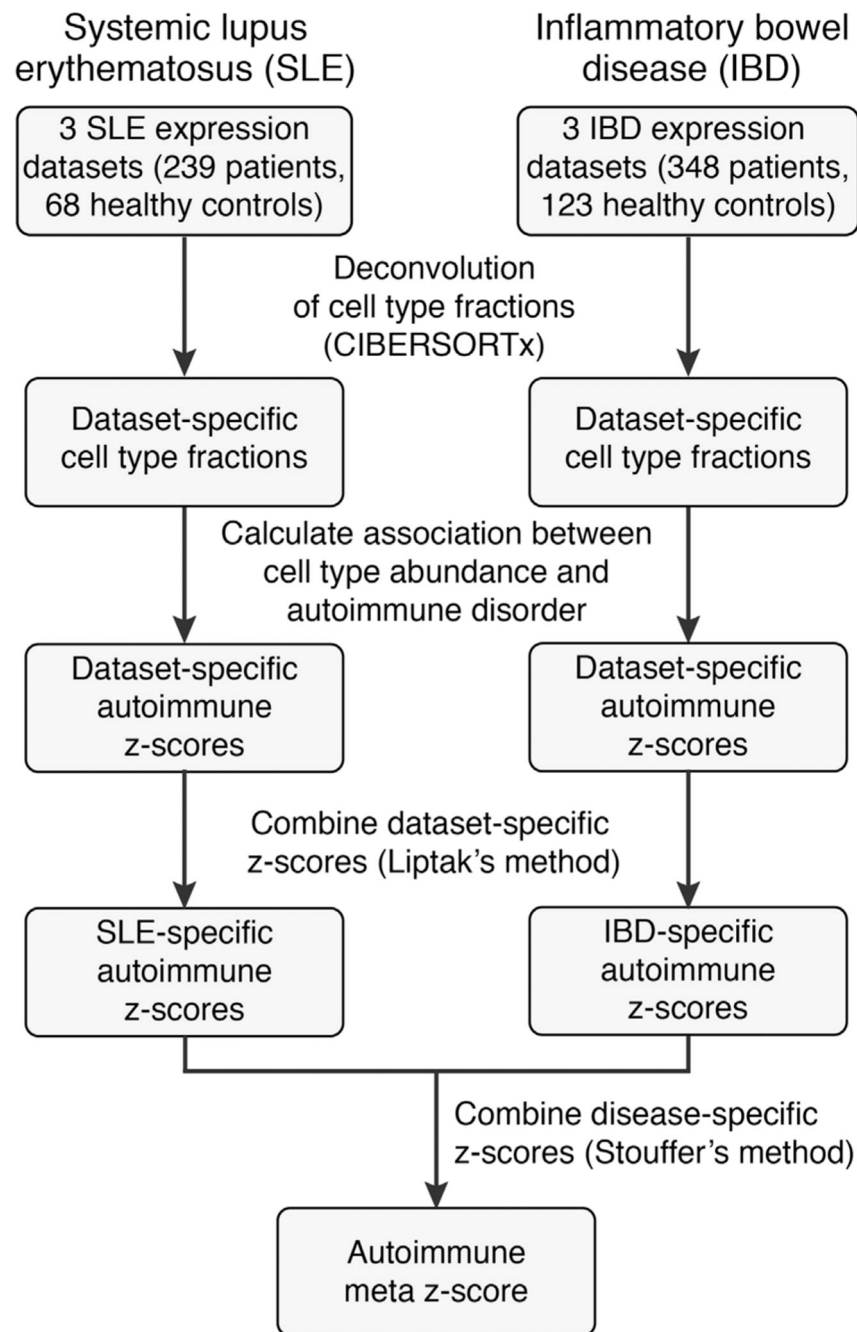 Systemic lupus
erythematosus (SLE)
Inflammatory bowel
disease (IBD)
3 SLE expression
datasets (239 patients,
68 healthy controls)
3 IBD expression
datasets (348 patients,
123 healthy controls)
Deconvolution
of cell type fractions
(CIBERSORTx)
Dataset-specific
cell type fractions
Dataset-specific
cell type fractions
Calculate association between
cell type abundance and
autoimmune disorder
Dataset-specific
autoimmune
z-scores
Dataset-specific
autoimmune
z-scores
Combine dataset-specific
z-scores (Liptak's method)
SLE-specific
autoimmune
z-scores
IBD-specific
autoimmune
z-scores
Combine disease-specific
z-scores (Stouffer's method)
Autoimmune
meta z-score